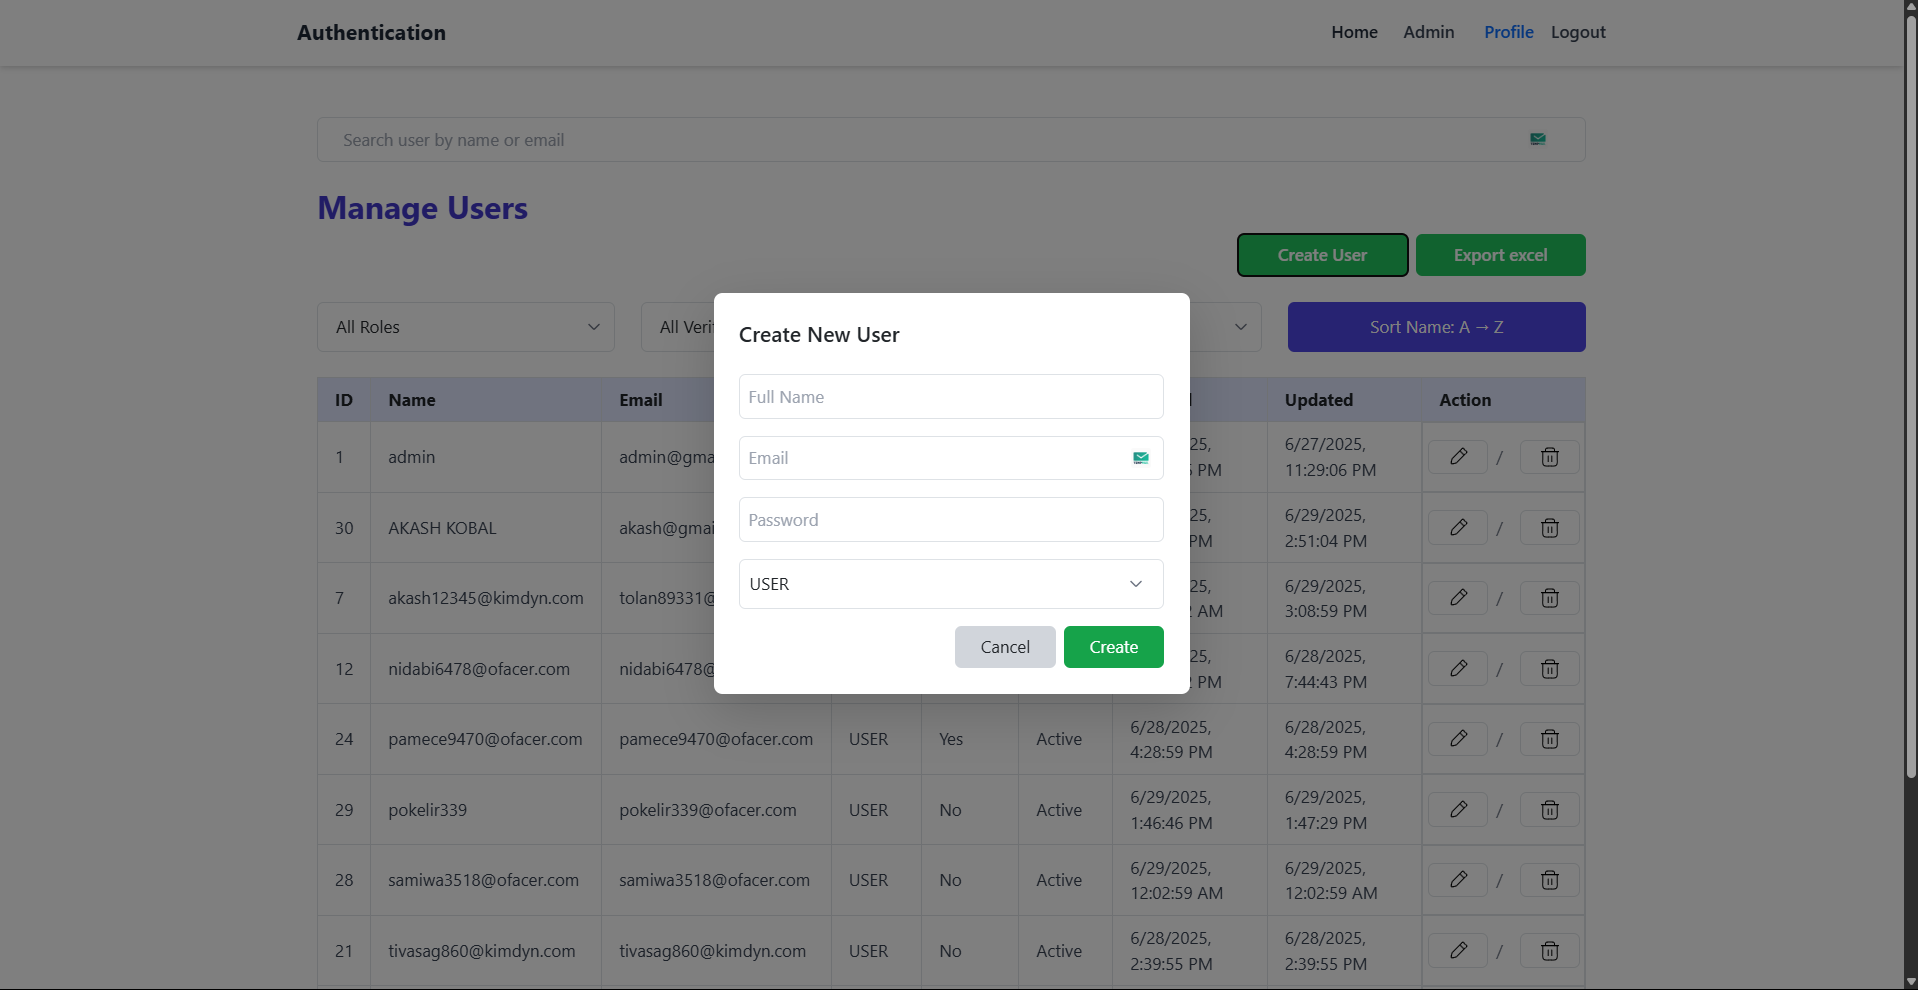 Authentication
Home Admin Profile Logout
Search user by name or email
Manage Users
Create User Export excel
All Roles All Veri Sort Name: A → Z
Create New User
Full Name
Email
Password
USER
Cancel Create
ID Name Email Updated Action
1 admin admin@gma PM 6/27/2025,
11:29:06 PM /
30 AKASH KOBAL akash@gmai 25,
PM 6/29/2025,
2:51:04 PM /
7 akash12345@kimdyn.com tolan89331@ 25,
AM 6/29/2025,
3:08:59 PM /
12 nidabi6478@ofacer.com nidabi6478@ 25,
PM 6/28/2025,
7:44:43 PM /
24 pamece9470@ofacer.com pamece9470@ofacer.com USER Yes Active 6/28/2025,
4:28:59 PM 6/28/2025,
4:28:59 PM /
29 pokelir339 pokelir339@ofacer.com USER No Active 6/29/2025,
1:46:46 PM 6/29/2025,
1:47:29 PM /
28 samiwa3518@ofacer.com samiwa3518@ofacer.com USER No Active 6/29/2025,
12:02:59 AM 6/29/2025,
12:02:59 AM /
21 tivasag860@kimdyn.com tivasag860@kimdyn.com USER No Active 6/28/2025,
2:39:55 PM 6/28/2025,
2:39:55 PM /